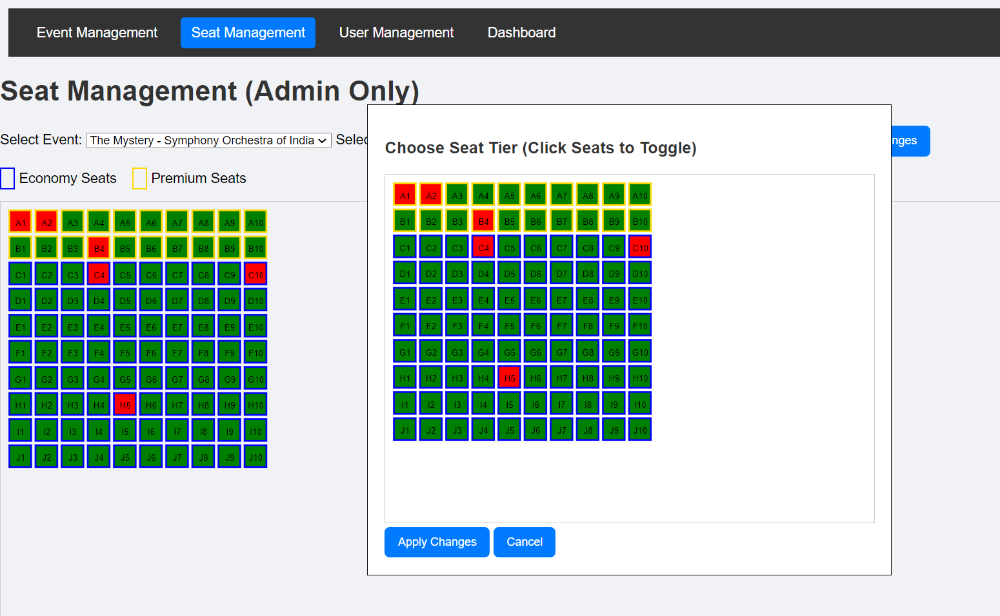 Event Management Seat Management User Management Dashboard
Seat Management (Admin Only)
Select Event: The Mystery - Symphony Orchestra of India Selec
nges
Economy Seats Premium Seats
A1 A2 A3 A4 A5 A6 A7 A8 A9 A10
B1 B2 B3 B4 B5 B6 B7 B8 B9 B10
C1 C2 C3 C4 C5 C6 C7 C8 C9 C10
D1 D2 D3 D4 D5 D6 D7 D8 D9 D10
E1 E2 E3 E4 E5 E6 E7 E8 E9 E10
F1 F2 F3 F4 F5 F6 F7 F8 F9 F10
G1 G2 G3 G4 G5 G6 G7 G8 G9 G10
H1 H2 H3 H4 H5 H6 H7 H8 H9 H10
I1 I2 I3 I4 I5 I6 I7 I8 I9 I10
J1 J2 J3 J4 J5 J6 J7 J8 J9 J10
Choose Seat Tier (Click Seats to Toggle)
A1 A2 A3 A4 A5 A6 A7 A8 A9 A10
B1 B2 B3 B4 B5 B6 B7 B8 B9 B10
C1 C2 C3 C4 C5 C6 C7 C8 C9 C10
D1 D2 D3 D4 D5 D6 D7 D8 D9 D10
E1 E2 E3 E4 E5 E6 E7 E8 E9 E10
F1 F2 F3 F4 F5 F6 F7 F8 F9 F10
G1 G2 G3 G4 G5 G6 G7 G8 G9 G10
H1 H2 H3 H4 H5 H6 H7 H8 H9 H10
I1 I2 I3 I4 I5 I6 I7 I8 I9 I10
J1 J2 J3 J4 J5 J6 J7 J8 J9 J10
Apply Changes Cancel